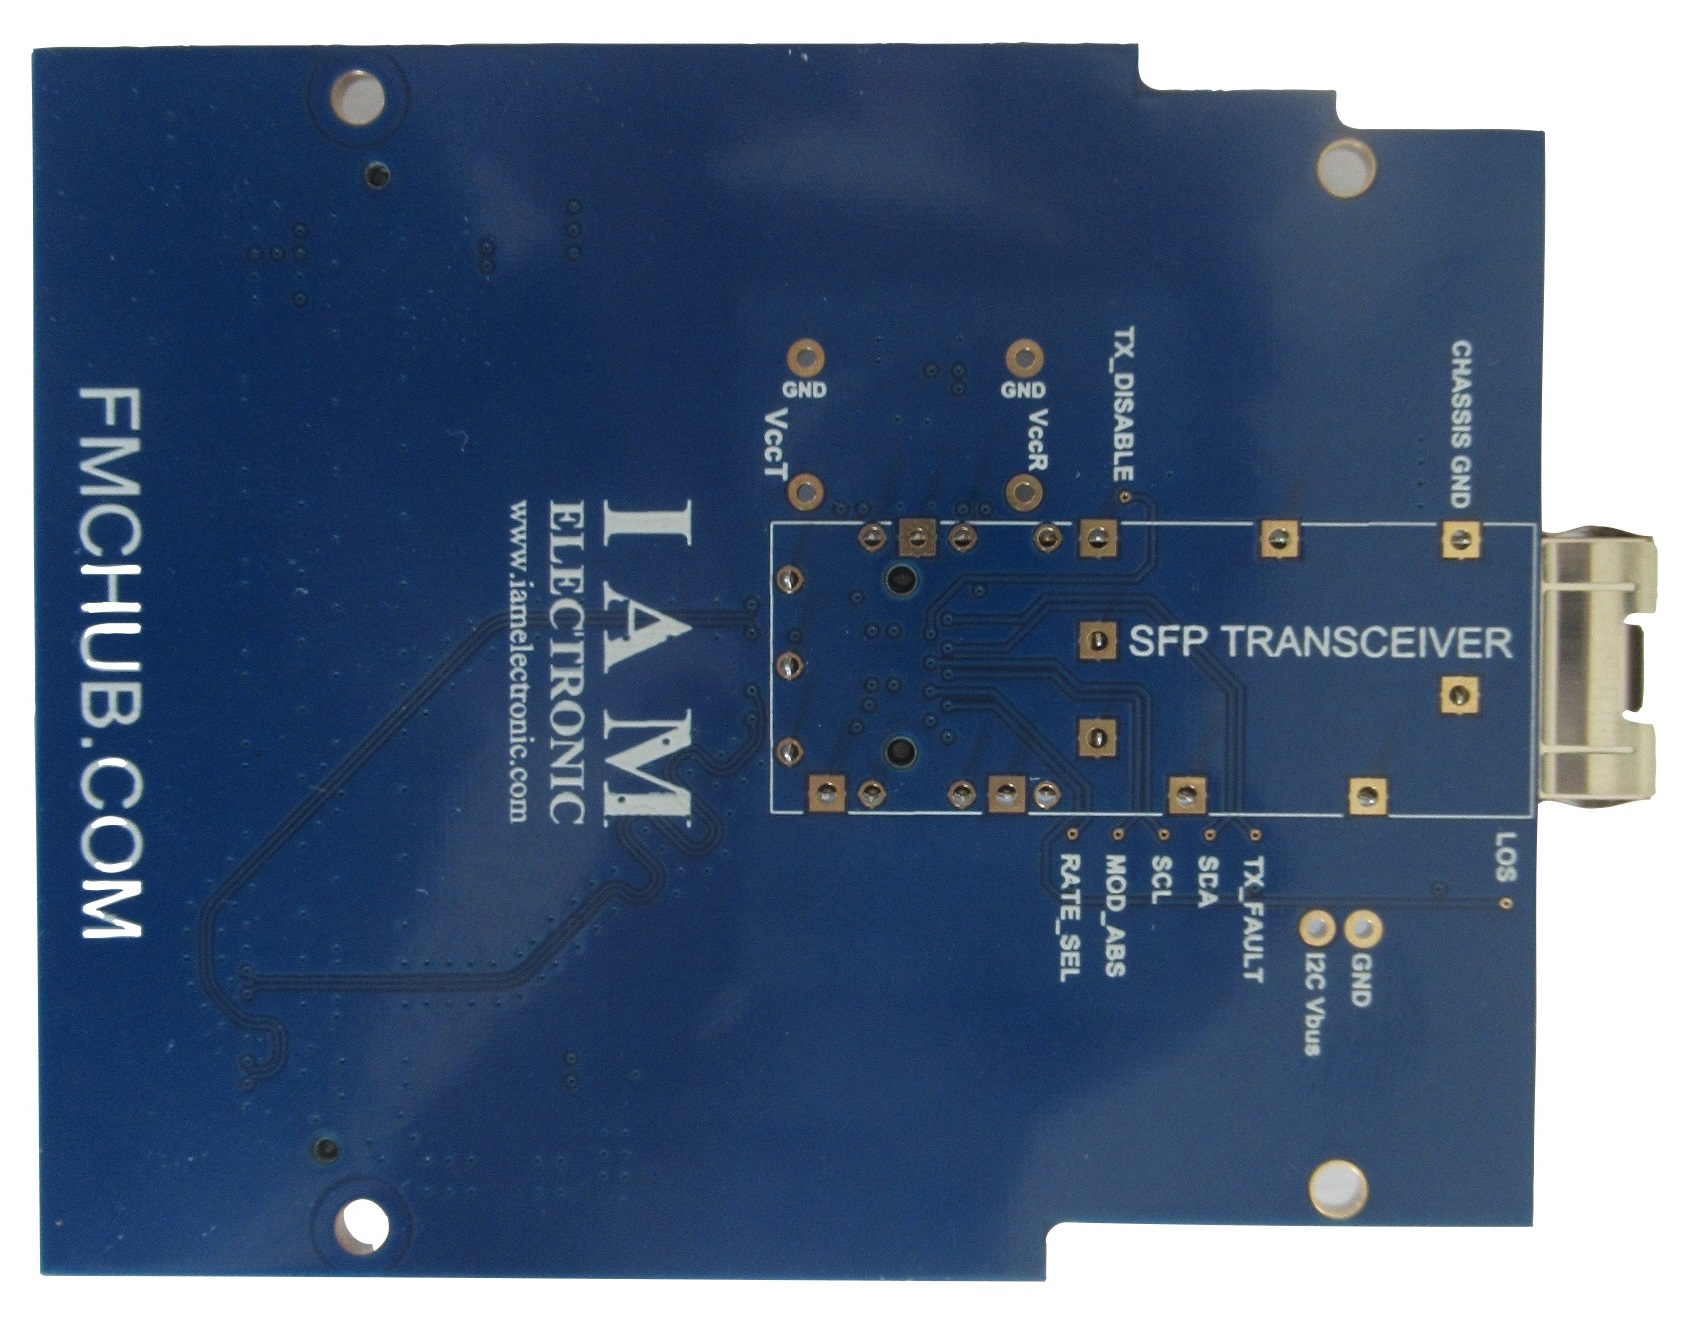 FMCHUB.COM
I A M
ELECTRONIC
www.iamelectronic.com
GND
VccT
GND
VccR
TX_DISABLE
CHASSIS GND
SFP TRANSCEIVER
RATE_SEL
MOD_ABS
SCL
SDA
TX_FAULT
LOS
GND
I2C Vbus